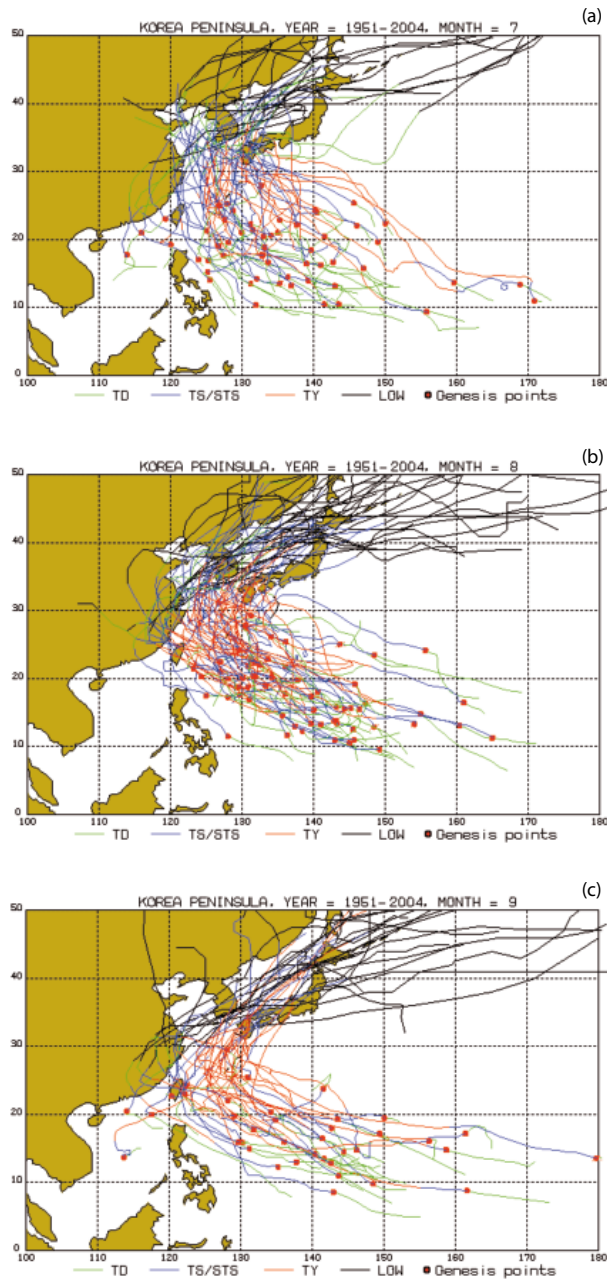 (a)
KOREA PENINSULA, YEAR = 1951-2004, MONTH = 7
50
40
30
20
10
0
100 110 120 130 140 150 160 170 180
TD TS/STS TY LOW Genesis points
(b)
KOREA PENINSULA, YEAR = 1951-2004, MONTH = 8
50
40
30
20
10
0
100 110 120 130 140 150 160 170 180
TD TS/STS TY LOW Genesis points
(c)
KOREA PENINSULA, YEAR = 1951-2004, MONTH = 9
50
40
30
20
10
0
100 110 120 130 140 150 160 170 180
TD TS/STS TY LOW Genesis points